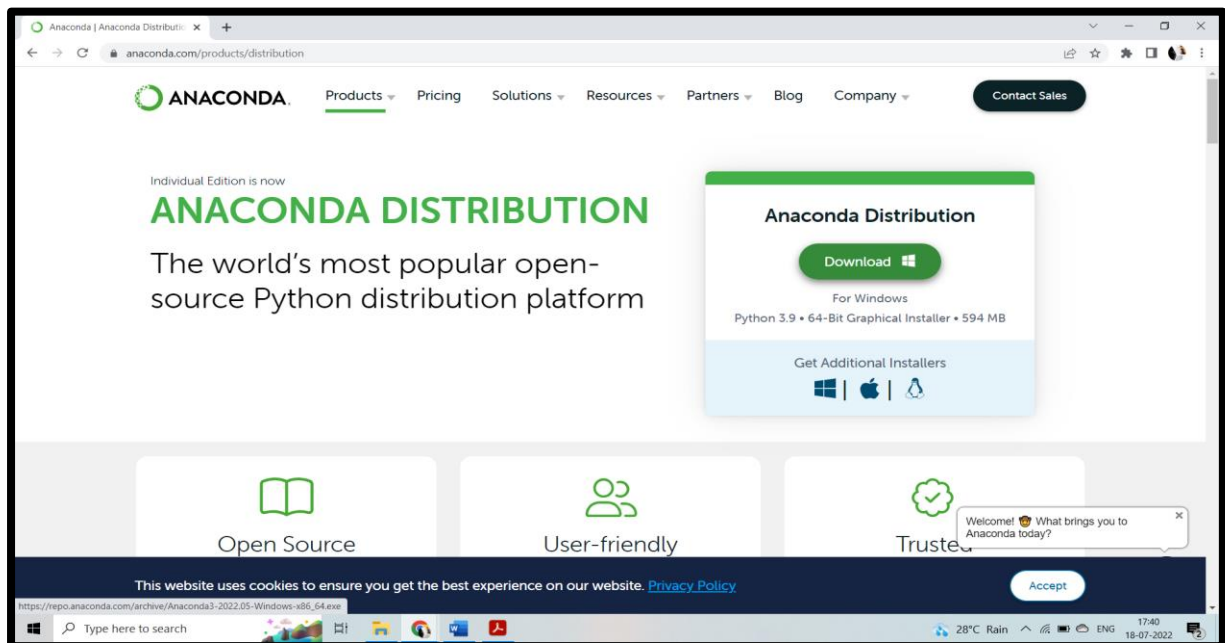 Anaconda | Anaconda Distributio
anaconda.com/products/distribution
ANACONDA.
Products
Pricing
Solutions
Resources
Partners
Blog
Company
Contact Sales
Individual Edition is now
ANACONDA DISTRIBUTION
The world's most popular open-
source Python distribution platform
Anaconda Distribution
Download
For Windows
Python 3.9 • 64-Bit Graphical Installer • 594 MB
Get Additional Installers
Open Source
User-friendly
Trusted
Welcome! What brings you to
Anaconda today?
This website uses cookies to ensure you get the best experience on our website. Privacy Policy
Accept
https://repo.anaconda.com/archive/Anaconda3-2022.05-Windows-x86_64.exe
Type here to search
28°C Rain
ENG
17:40
18-07-2022
2